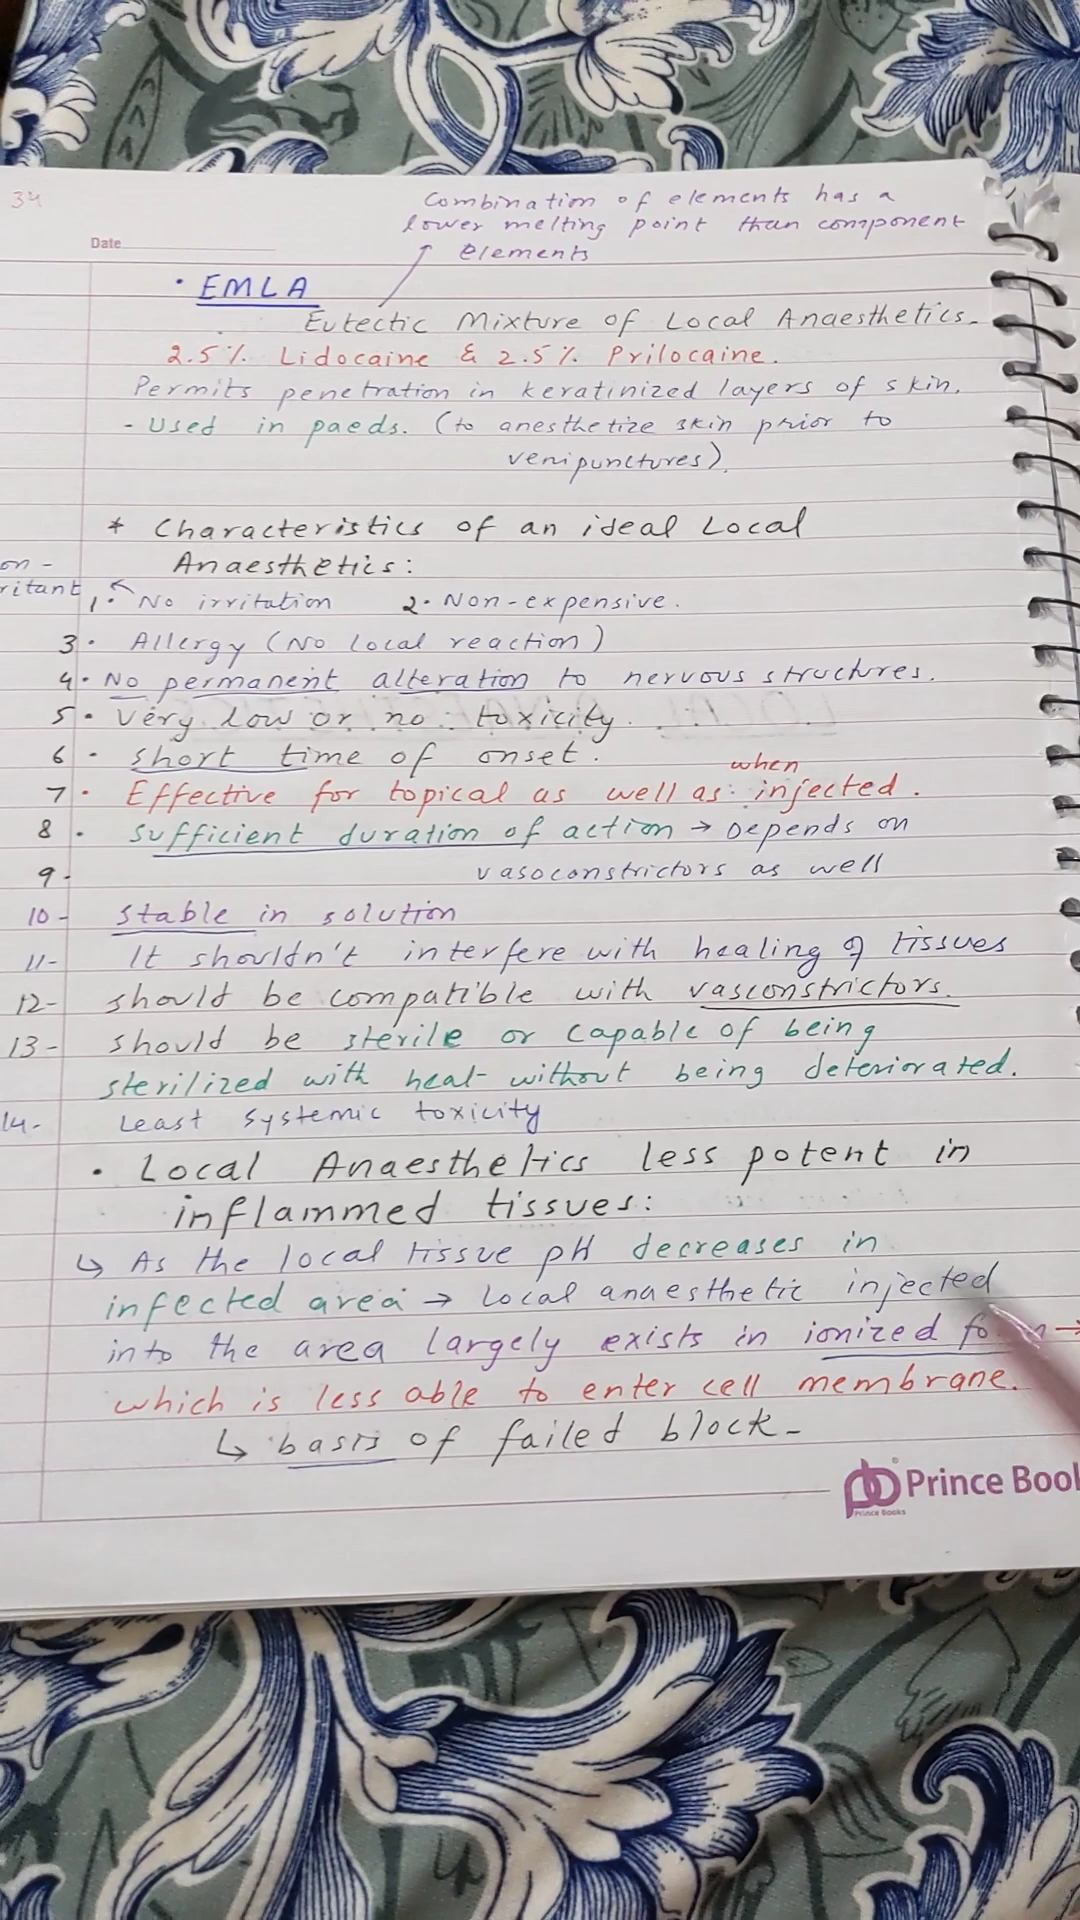 34
Combination of elements has a
lower melting point than component
elements
Date
• EMLA
Eutectic Mixture of Local Anaesthetics.
2.5% Lidocaine & 2.5% Prilocaine.
Permits penetration in keratinized layers of skin.
- Used in paeds. (to anesthetize skin prior to
venipunctures).
* Characteristics of an ideal Local
Anaesthetics:
on -
ritant
1. No irritation 2. Non-expensive.
3. Allergy (No local reaction)
4. No permanent alteration to nervous structures.
5. Very low or no toxicity.
6. short time of onset.
when
7. Effective for topical as well as injected.
8. sufficient duration of action → Depends on
9. vasoconstrictors as well
10- stable in solution
11- It shouldn't interfere with healing of tissues
12- should be compatible with vasconstrictors.
13- should be sterile or capable of being
sterilized with heat without being deteriorated.
14. Least systemic toxicity
• Local Anaesthetics less potent in
inflammed tissues:
↳ As the local tissue pH decreases in
infected area → Local anaesthetic injected
into the area largely exists in ionized →
which is less able to enter cell membrane.
↳ basis of failed block-
pb Prince Book
Prince Books